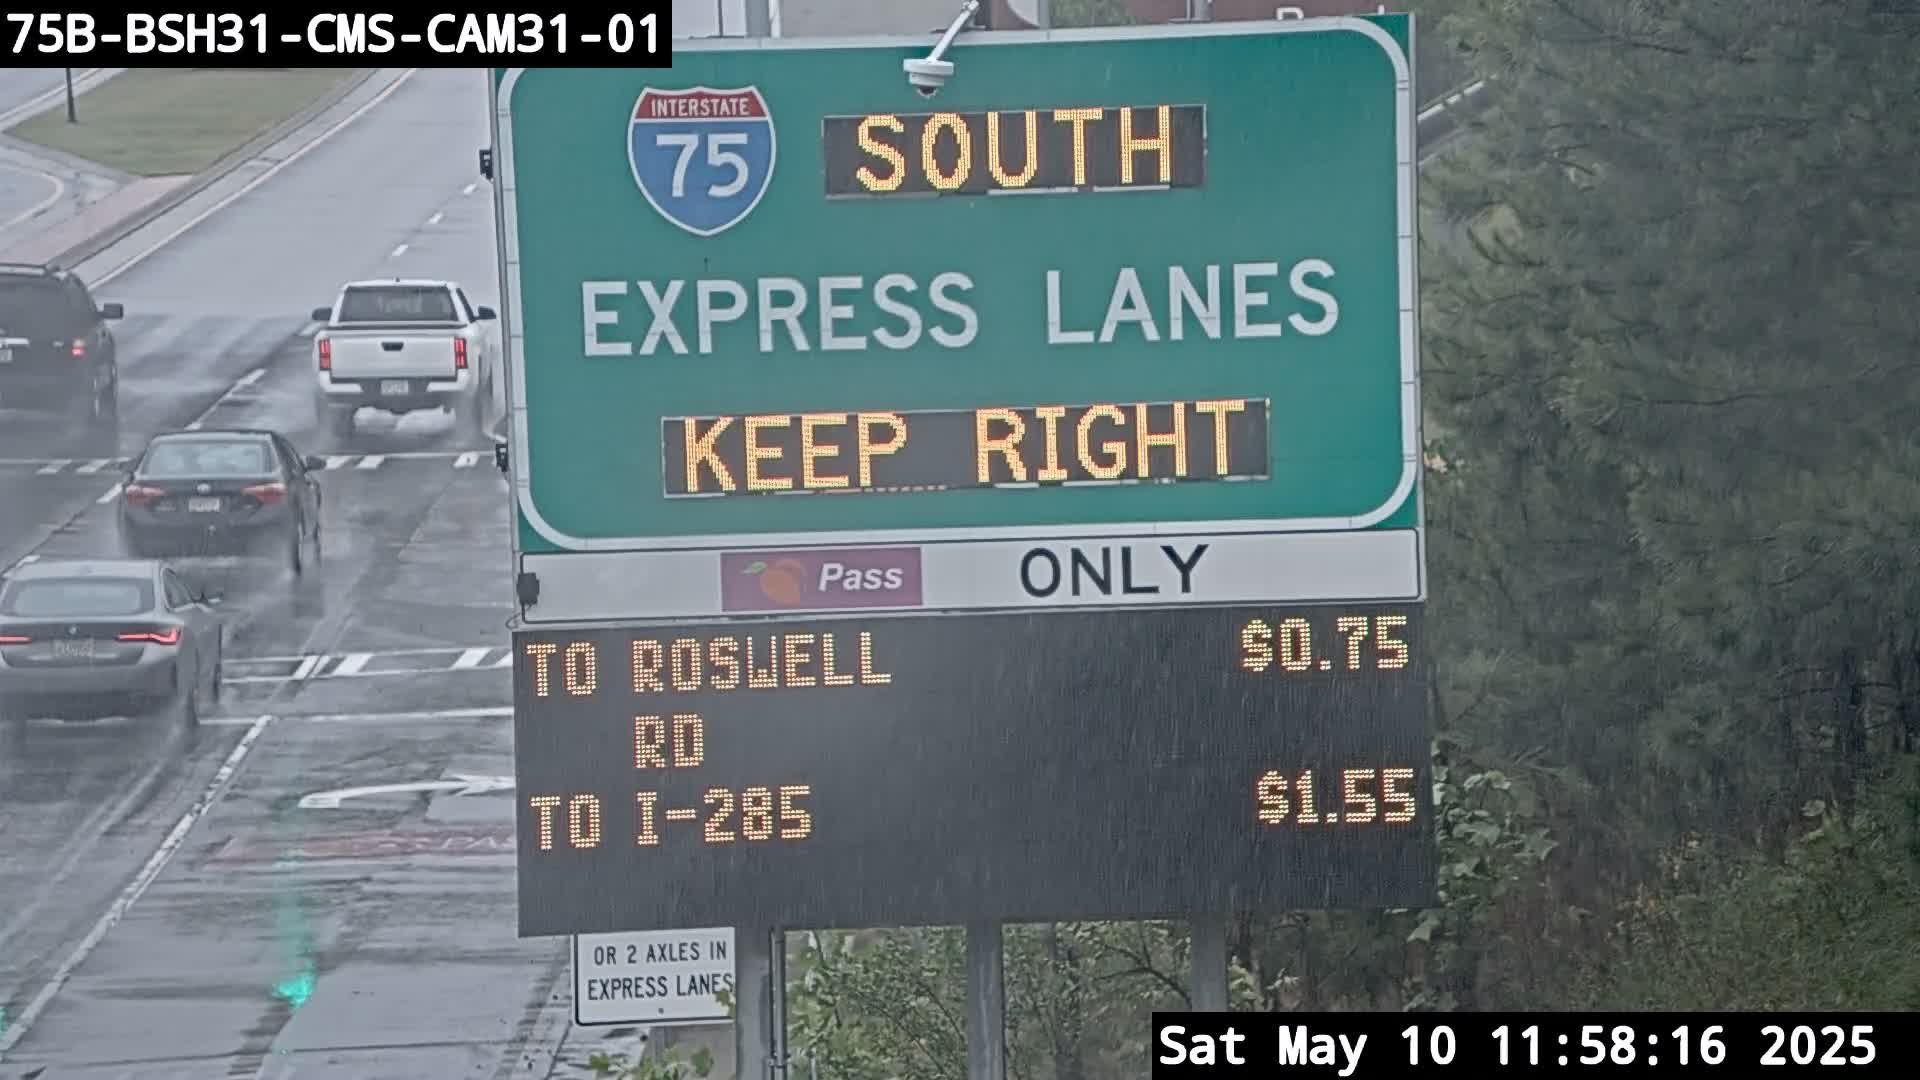 75B-BSH31-CMS-CAM31-01
INTERSTATE
75
SOUTH
EXPRESS LANES
KEEP RIGHT
Pass ONLY
TO ROSWELL $0.75
RD
TO I-285 $1.55
OR 2 AXLES IN
EXPRESS LANES
Sat May 10 11:58:16 2025